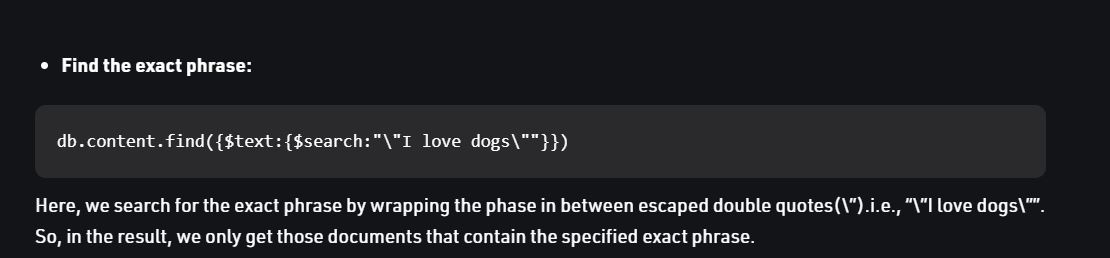 • Find the exact phrase:
db.content.find({$text:{$search:"\"I love dogs\""}})
Here, we search for the exact phrase by wrapping the phase in between escaped double quotes(\”).i.e., “\”I love dogs\””.
So, in the result, we only get those documents that contain the specified exact phrase.